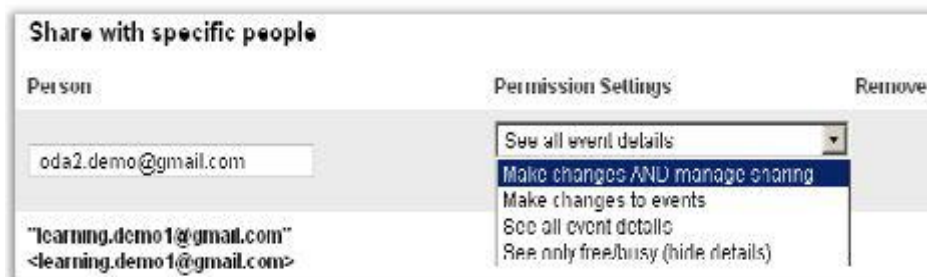 Share with specific people
Person Permission Settings Remove
oda2.demo@gmail.com See all event details
Make changes AND manage sharing
Make changes to events
See all event details
See only free/busy (hide details)
"learning.demo1@gmail.com"
<learning.demo1@gmail.com>